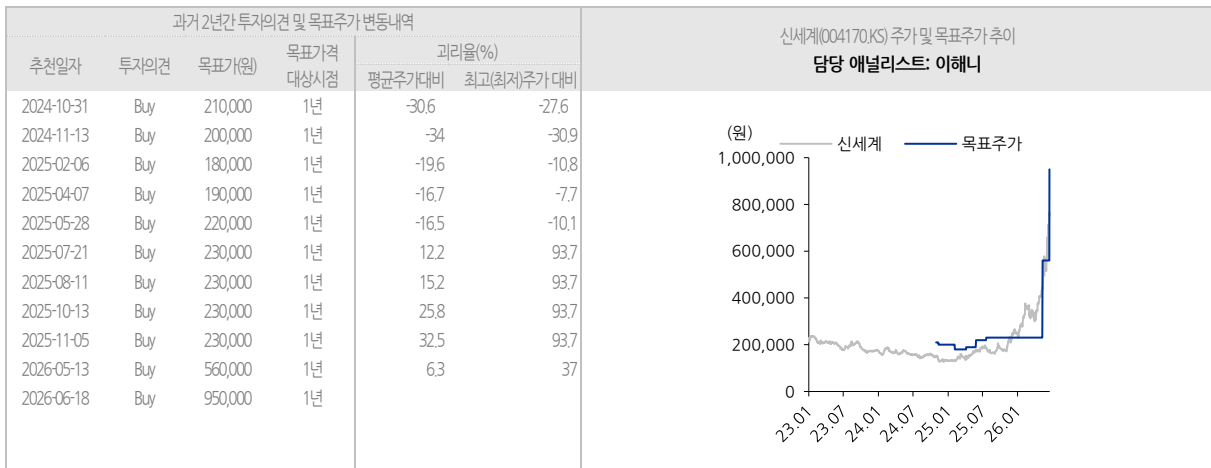 과거 2년간 투자의견 및 목표주가 변동내역
추천일자 투자의견 목표가(원) 목표가격 대상시점 괴리율(%)
평균주가대비 최고(최저)주가 대비
2024-10-31 Buy 210,000 1년 -30.6 -27.6
2024-11-13 Buy 200,000 1년 -34 -30.9
2025-02-06 Buy 180,000 1년 -19.6 -10.8
2025-04-07 Buy 190,000 1년 -16.7 -7.7
2025-05-28 Buy 220,000 1년 -16.5 -10.1
2025-07-21 Buy 230,000 1년 12.2 93.7
2025-08-11 Buy 230,000 1년 15.2 93.7
2025-10-13 Buy 230,000 1년 25.8 93.7
2025-11-05 Buy 230,000 1년 32.5 93.7
2026-05-13 Buy 560,000 1년 6.3 37
2026-06-18 Buy 950,000 1년
신세계(004170.KS) 주가 및 목표주가 추이
담당 애널리스트: 이해니
(원)
신세계 목표주가
1,000,000
800,000
600,000
400,000
200,000
0
23.01 23.07 24.01 24.07 25.01 25.07 26.01